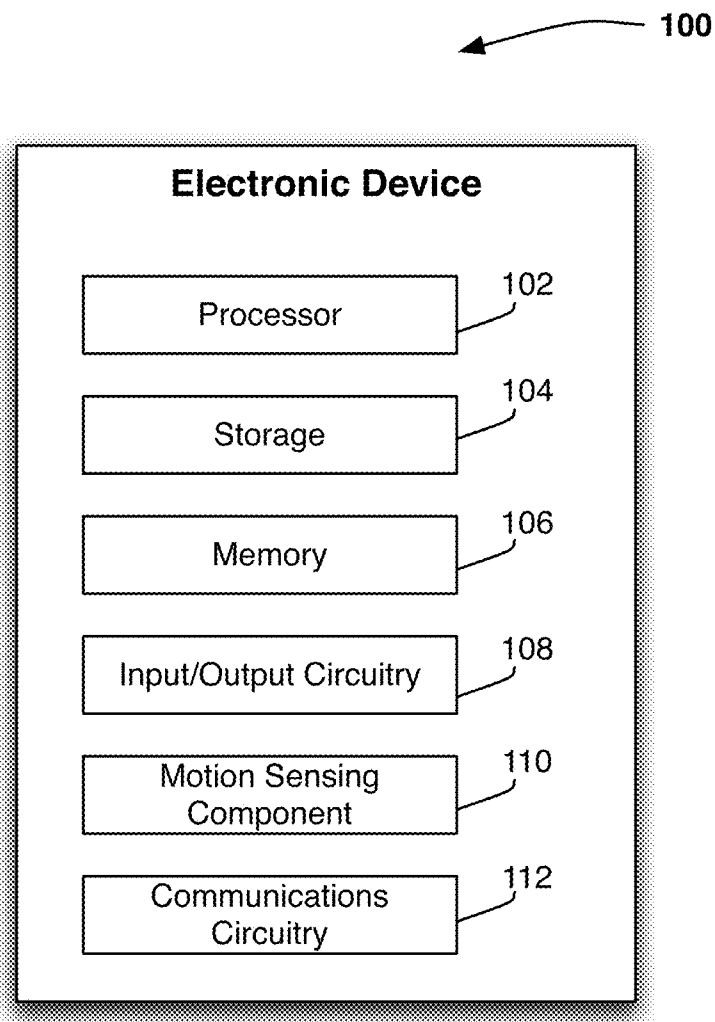 100
Electronic Device
102
Processor
104
Storage
106
Memory
108
Input/Output Circuitry
110
Motion Sensing
Component
112
Communications
Circuitry